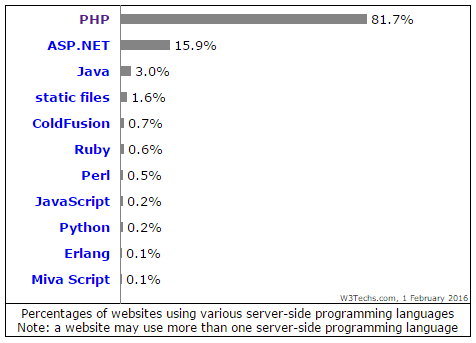 PHP 81.7%
ASP.NET 15.9%
Java 3.0%
static files 1.6%
ColdFusion 0.7%
Ruby 0.6%
Perl 0.5%
JavaScript 0.2%
Python 0.2%
Erlang 0.1%
Miva Script 0.1%
W3Techs.com, 1 February 2016
Percentages of websites using various server-side programming languages
Note: a website may use more than one server-side programming language